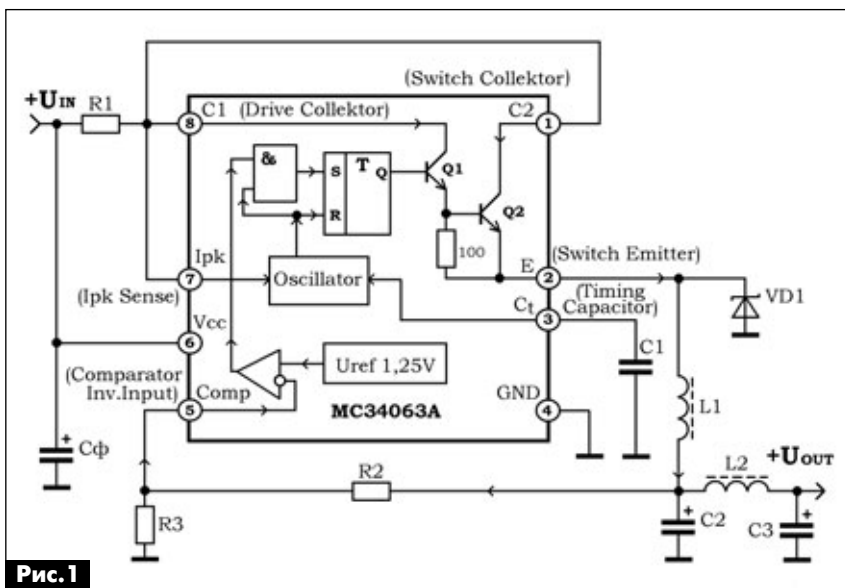 (Switch Collektor)
+UIN
R1
C1
(Drive Collektor)
C2
8
1
&
S
T
Q
Q1
R
Q2
100
Ipk
E
(Switch Emitter)
7
Oscillator
2
(Ipk Sense)
Ct
(Timing
Capacitor)
VD1
3
Vcc
C1
6
Uref 1,25V
(Comparator
Inv.Input)
Comp
GND
5
MC34063A
4
L1
+
Cф
R2
L2
+UOUT
R3
+
C2
+
C3
Рис.1